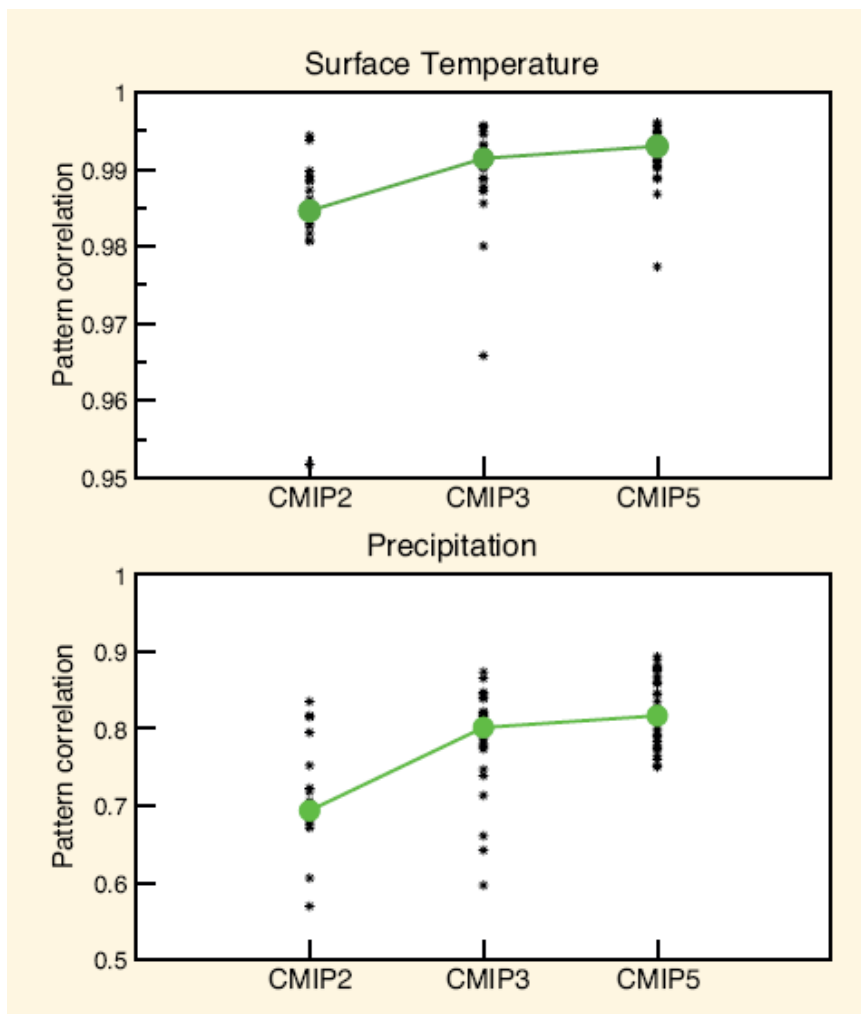 Surface Temperature
Pattern correlation
1
0.99
0.98
0.97
0.96
0.95
CMIP2 CMIP3 CMIP5
Precipitation
Pattern correlation
1
0.9
0.8
0.7
0.6
0.5
CMIP2 CMIP3 CMIP5